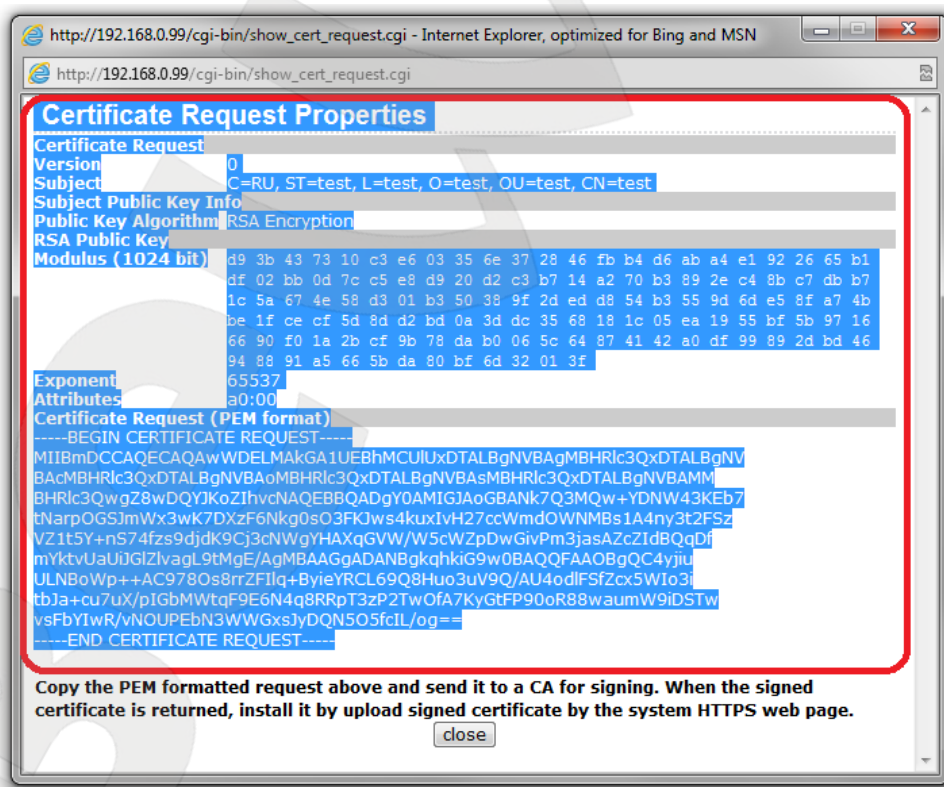 http://192.168.0.99/cgi-bin/show_cert_request.cgi - Internet Explorer, optimized for Bing and MSN
http://192.168.0.99/cgi-bin/show_cert_request.cgi
Certificate Request Properties
Certificate Request
Version 0
Subject C=RU, ST=test, L=test, O=test, OU=test, CN=test
Subject Public Key Info
Public Key Algorithm RSA Encryption
RSA Public Key
Modulus (1024 bit) d9 3b 43 73 10 c3 e6 03 35 6e 37 28 46 fb b4 d6 ab a4 e1 92 26 65 b1
df 02 bb 0d 7c c5 e8 d9 20 d2 c3 b7 14 a2 70 b3 89 2e c4 8b c7 db b7
1c 5a 67 4e 58 d3 01 b3 50 38 9f 2d ed d8 54 b3 55 9d 6d e5 8f a7 4b
be 1f ce cf 5d 8d d2 bd 0a 3d dc 35 68 18 1c 05 ea 19 55 bf 5b 97 16
66 90 f0 1a 2b cf 9b 78 da b0 06 5c 64 87 41 42 a0 df 99 89 2d bd 46
94 88 91 a5 66 5b da 80 bf 6d 32 01 3f
Exponent 65537
Attributes a0:00
Certificate Request (PEM format)
-----BEGIN CERTIFICATE REQUEST-----
MIIBmDCCAQECAQAwWDELMAkGA1UEBhMCUlUxDTALBgNVBAgMBHRlc3QxDTALBgNV
BAcMBHRlc3QxDTALBgNVBAoMBHRlc3QxDTALBgNVBAsMBHRlc3QxDTALBgNVBAMM
BHRlc3QwgZ8wDQYJKoZIhvcNAQEBBQADgY0AMIGJAoGBANk7Q3MQw+YDNW43KEb7
tNarpOGSJmWx3wK7DXzF6Nkg0sO3FKJws4kuxIvH27ccWmdOWNMBs1A4ny3t2FSz
VZ1t5Y+nS74fzs9djdK9Cj3cNWgYHAXqGVW/W5cWZpDwGivPm3jasAZcZIdBQqDf
mYktvUaUiJGlZlvagL9tMgE/AgMBAAGgADANBgkqhkiG9w0BAQQFAAOBgQC4yjiu
ULNBoWp++AC978Os8rrZFIlq+ByieYRCL69Q8Huo3uV9Q/AU4odlFSfZcx5WIo3i
tbJa+cu7uX/pIGbMWtqF9E6N4q8RRpT3zP2TwOfA7KyGtFP90oR88waumW9iDSTw
vsFbYIwR/vNOUPEbN3WWGxsJyDQN5O5fcIL/og==
-----END CERTIFICATE REQUEST-----
Copy the PEM formatted request above and send it to a CA for signing. When the signed
certificate is returned, install it by upload signed certificate by the system HTTPS web page.
close